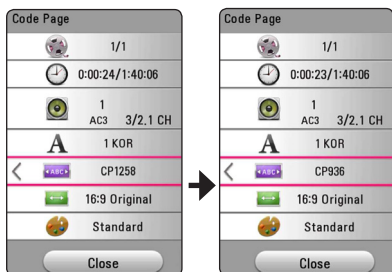 Code Page
1/1
0:00:24/1:40:06
1
AC3 3/2.1 CH
A
1 KOR
ABC
CP1258
16:9 Original
Standard
Close
Code Page
1/1
0:00:23/1:40:06
1
AC3 3/2.1 CH
A
1 KOR
ABC
CP936
16:9 Original
Standard
Close